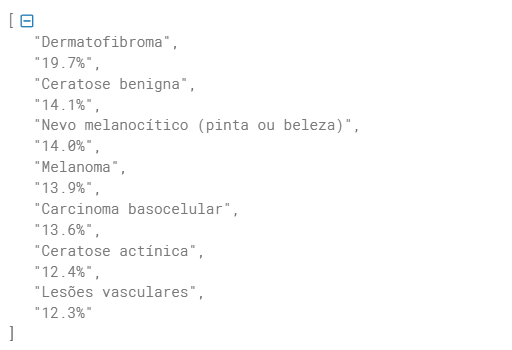 [
"Dermatofibroma",
"19.7%",
"Ceratose benigna",
"14.1%",
"Nevo melanocítico (pinta ou beleza)",
"14.0%",
"Melanoma",
"13.9%",
"Carcinoma basocelular",
"13.6%",
"Ceratose actínica",
"12.4%",
"Lesões vasculares",
"12.3%"
]